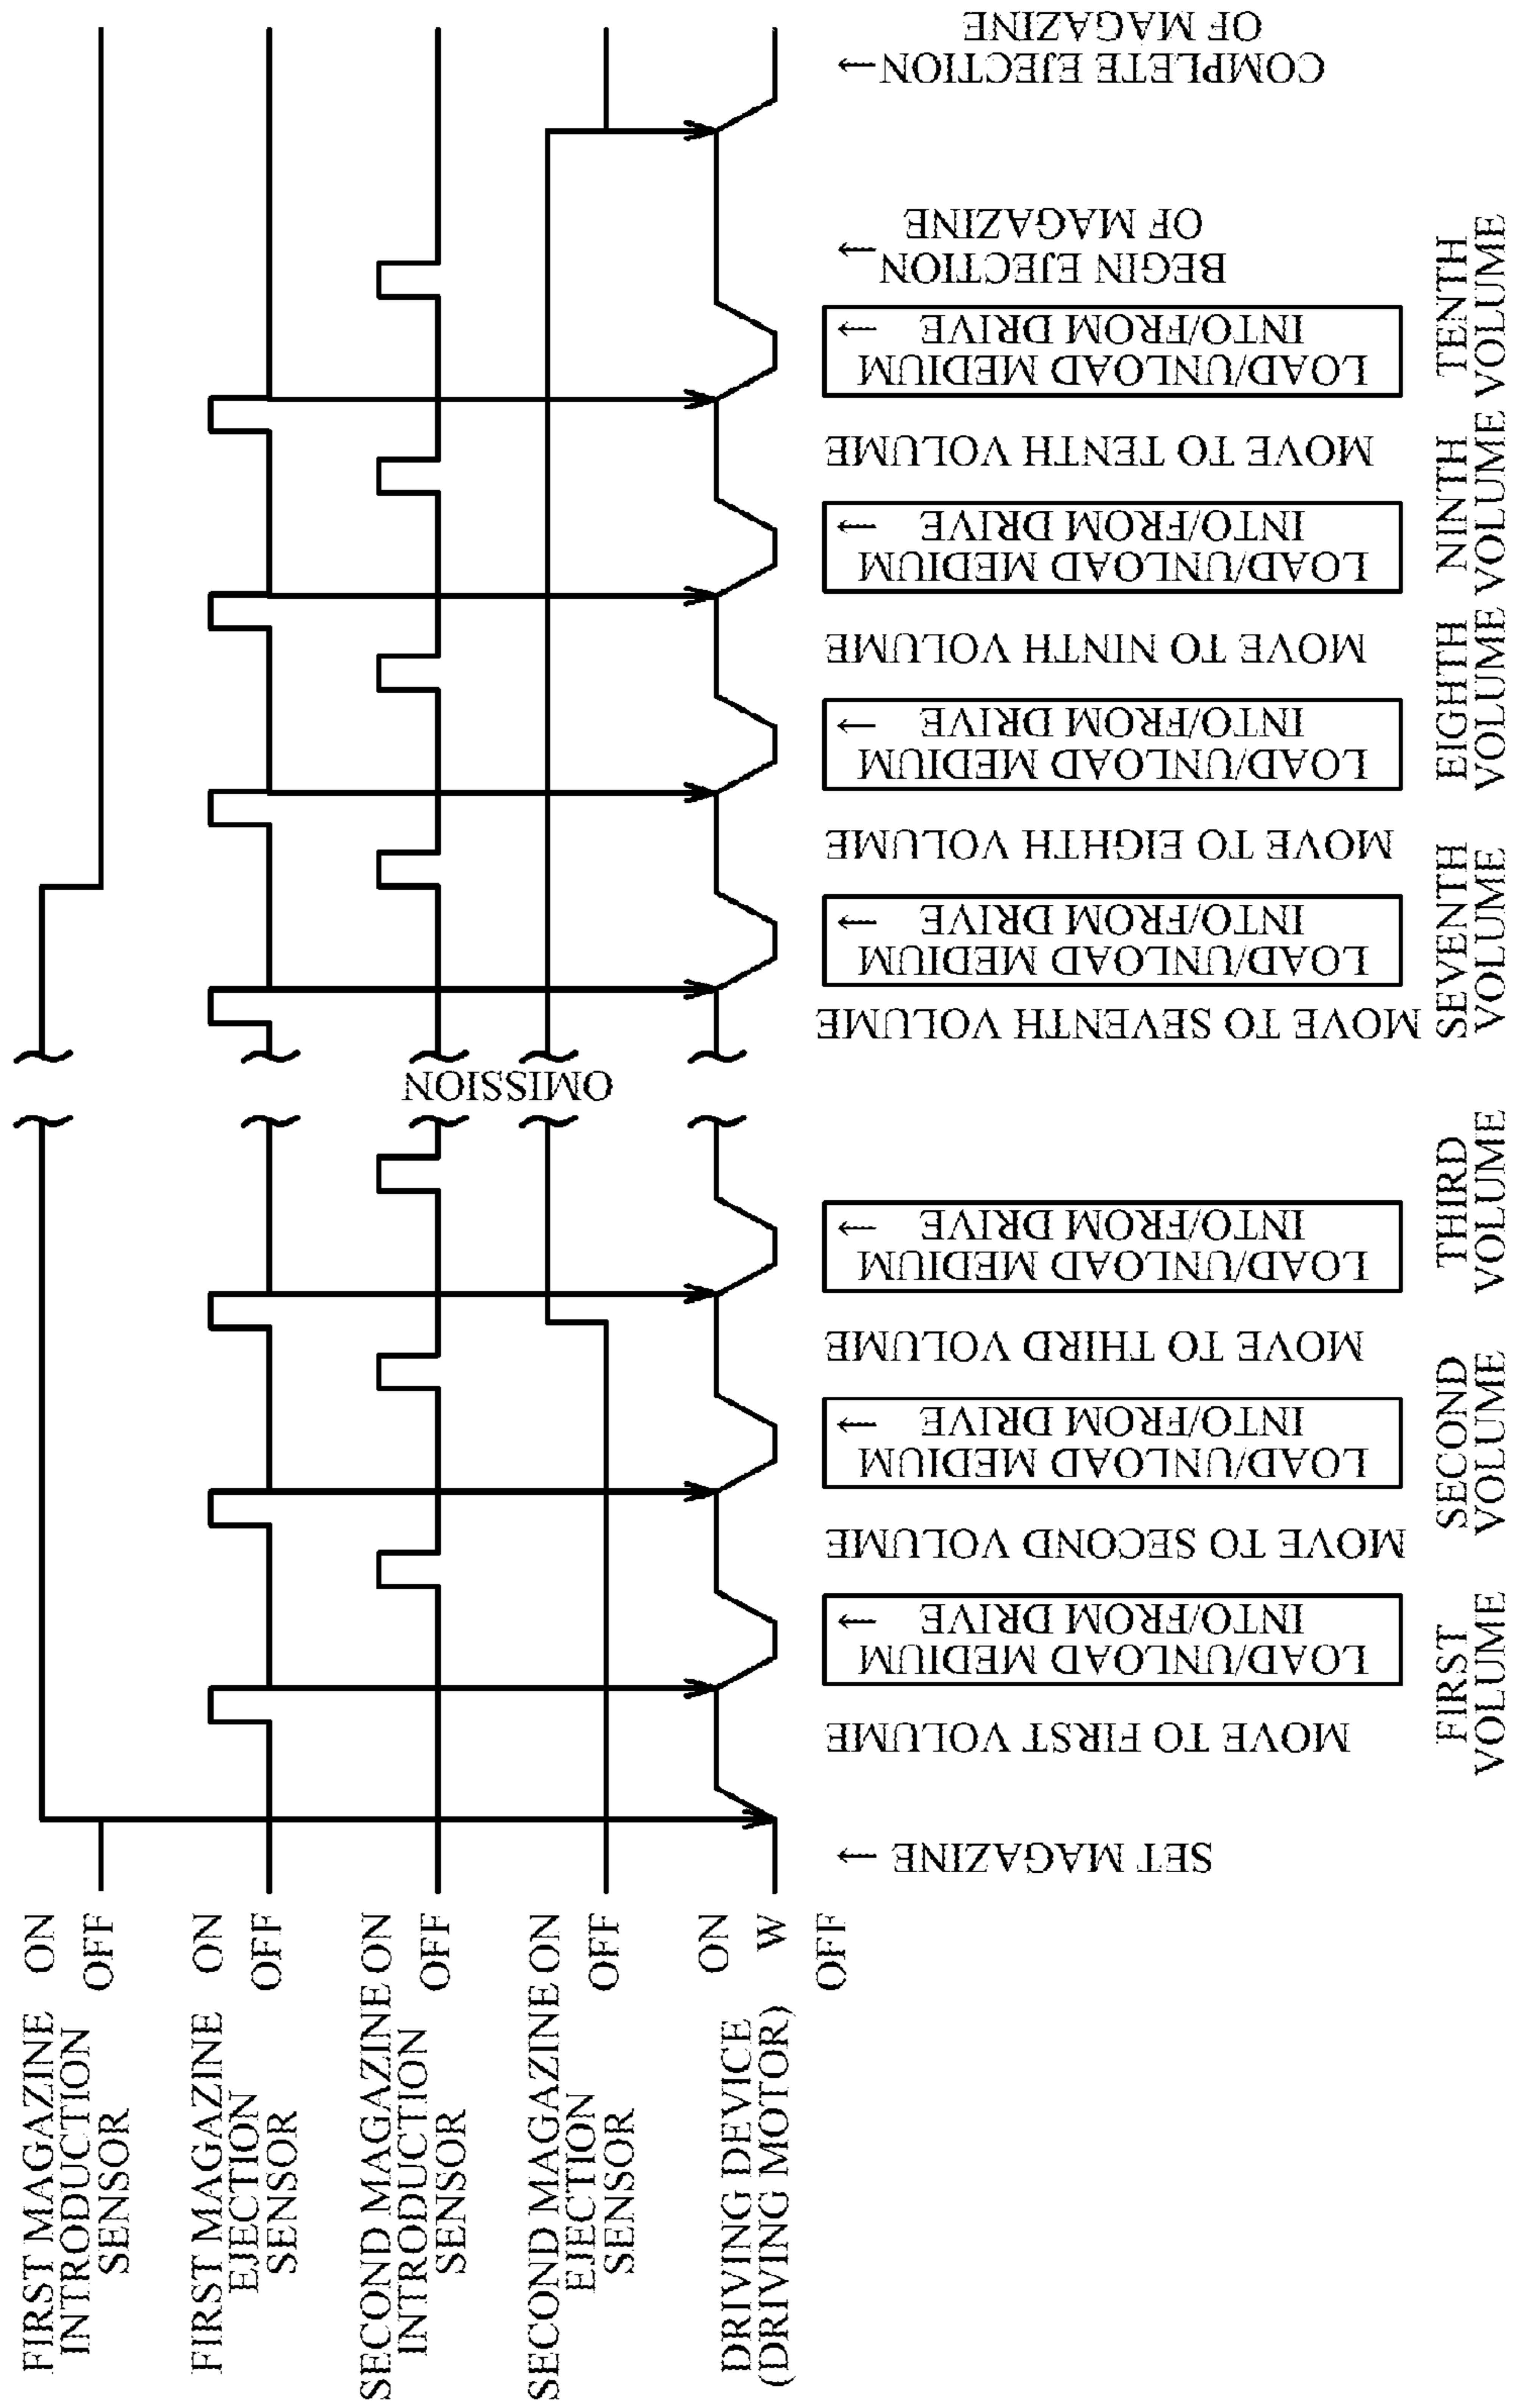 FIRST MAGAZINE
INTRODUCTION
SENSOR
ON
OFF
FIRST MAGAZINE
EJECTION
SENSOR
ON
OFF
SECOND MAGAZINE
INTRODUCTION
SENSOR
ON
OFF
SECOND MAGAZINE
EJECTION
SENSOR
ON
OFF
DRIVING DEVICE
(DRIVING MOTOR)
ON
W
OFF
OMISSION
← SET MAGAZINE
MOVE TO FIRST VOLUME
LOAD/UNLOAD MEDIUM
← INTO/FROM DRIVE
MOVE TO SECOND VOLUME
LOAD/UNLOAD MEDIUM
← INTO/FROM DRIVE
MOVE TO THIRD VOLUME
LOAD/UNLOAD MEDIUM
← INTO/FROM DRIVE
MOVE TO SEVENTH VOLUME
LOAD/UNLOAD MEDIUM
← INTO/FROM DRIVE
MOVE TO EIGHTH VOLUME
LOAD/UNLOAD MEDIUM
← INTO/FROM DRIVE
MOVE TO NINTH VOLUME
LOAD/UNLOAD MEDIUM
← INTO/FROM DRIVE
MOVE TO TENTH VOLUME
LOAD/UNLOAD MEDIUM
← INTO/FROM DRIVE
← BEGIN EJECTION
OF MAGAZINE
← COMPLETE EJECTION
OF MAGAZINE
FIRST
VOLUME
SECOND
VOLUME
THIRD
VOLUME
SEVENTH
VOLUME
EIGHTH
VOLUME
NINTH
VOLUME
TENTH
VOLUME